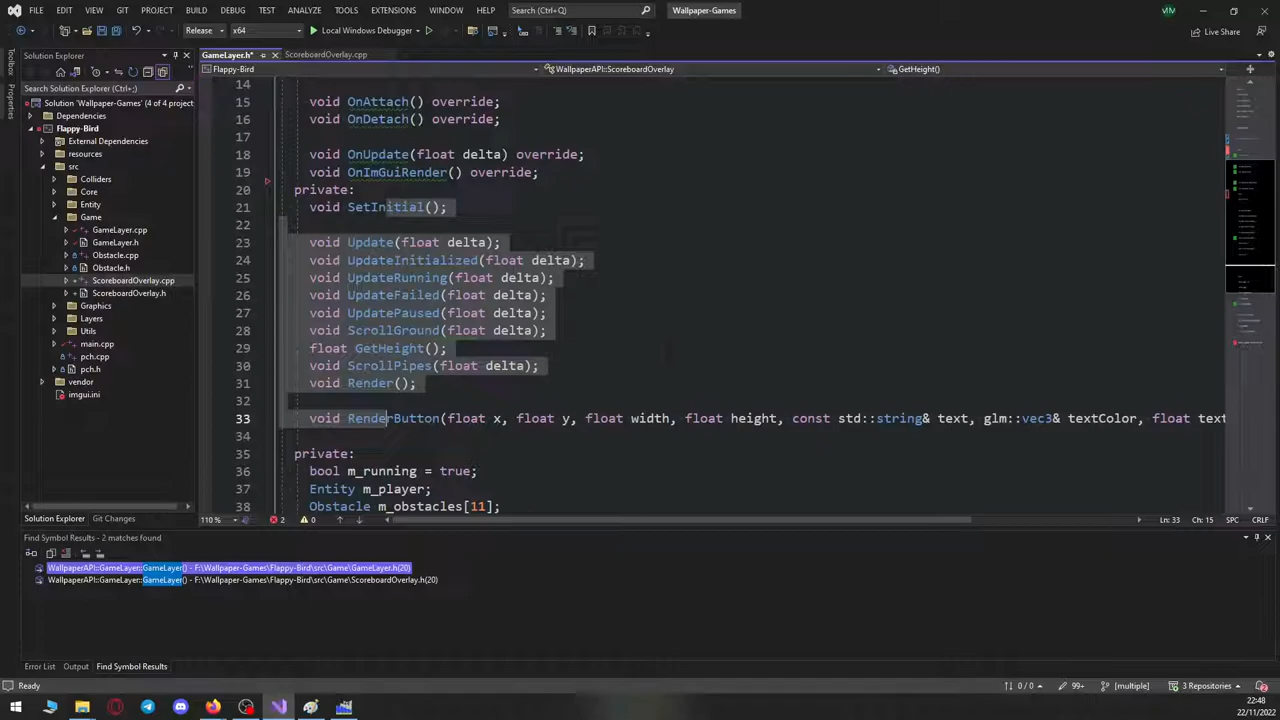 FILE EDIT VIEW GIT PROJECT BUILD DEBUG TEST ANALYZE TOOLS EXTENSIONS WINDOW HELP Search (Ctrl+Q) Wallpaper-Games VIV
Release x64 Local Windows Debugger Live Share
Toolbox
Properties
Solution Explorer
Search Solution Explorer (Ctrl+;)
Solution 'Wallpaper-Games' (4 of 4 project
Dependencies
Flappy-Bird
External Dependencies
resources
src
Colliders
Core
Entity
Game
GameLayer.cpp
GameLayer.h
Obstacle.cpp
Obstacle.h
ScoreboardOverlay.cpp
ScoreboardOverlay.h
Graphics
Layers
Utils
main.cpp
pch.cpp
pch.h
vendor
imgui.ini
Solution Explorer Git Changes
GameLayer.h* ScoreboardOverlay.cpp
Flappy-Bird WallpaperAPI::ScoreboardOverlay GetHeight()
14
15 void OnAttach() override;
16 void OnDetach() override;
17
18 void OnUpdate(float delta) override;
19 void OnImGuiRender() override;
20 private:
21 void SetInitial();
22
23 void Update(float delta);
24 void UpdateInitialized(float delta);
25 void UpdateRunning(float delta);
26 void UpdateFailed(float delta);
27 void UpdatePaused(float delta);
28 void ScrollGround(float delta);
29 float GetHeight();
30 void ScrollPipes(float delta);
31 void Render();
32
33 void RenderButton(float x, float y, float width, float height, const std::string& text, glm::vec3& textColor, float text
34
35 private:
36 bool m_running = true;
37 Entity m_player;
38 Obstacle m_obstacles[11];
110 % 2 0 Ln: 33 Ch: 15 SPC CRLF
Find Symbol Results - 2 matches found
WallpaperAPI::GameLayer::GameLayer() - F:\Wallpaper-Games\Flappy-Bird\src\Game\GameLayer.h(20)
WallpaperAPI::GameLayer::GameLayer() - F:\Wallpaper-Games\Flappy-Bird\src\Game\ScoreboardOverlay.h(20)
Error List Output Find Symbol Results
Ready 0 / 0 99+ [multiple] 3 Repositories 2
22:48
22/11/2022